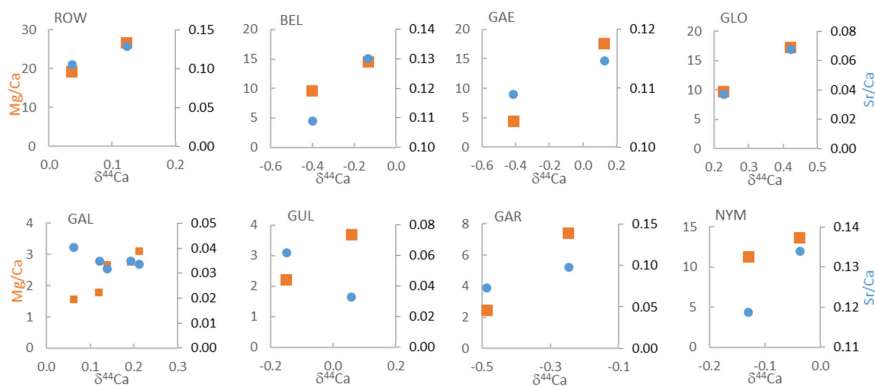 ROW
BEL
GAE
GLO
30 0.15 20 0.14 20 0.12 20 0.08
20 0.10 15 0.13 15 0.11 15 0.06
10 0.05 10 0.12 10 0.10 10 0.04
0 0.00 5 0.11 5 5 0.02
0 0.10 0 0 0.00
Mg/Ca
Sr/Ca
0.0 0.1 0.2 -0.6 -0.4 -0.2 0.0 -0.6 -0.4 -0.2 0.0 0.2 0.2 0.3 0.4 0.5
δ⁴⁴Ca δ⁴⁴Ca δ⁴⁴Ca δ⁴⁴Ca
GAL
GUL
GAR
NYM
4 0.05 4 0.08 8 0.15 15 0.14
3 0.04 3 0.06 6 0.10 10 0.13
2 0.03 2 0.04 4 0.05 5 0.12
1 0.02 1 0.02 2 0.00 0 0.11
0 0.01 0 0.00 0
0.00
Mg/Ca
Sr/Ca
0.0 0.1 0.2 0.3 -0.2 0.0 0.2 -0.5 -0.3 -0.1 -0.2 -0.1 0.0
δ⁴⁴Ca δ⁴⁴Ca δ⁴⁴Ca δ⁴⁴Ca